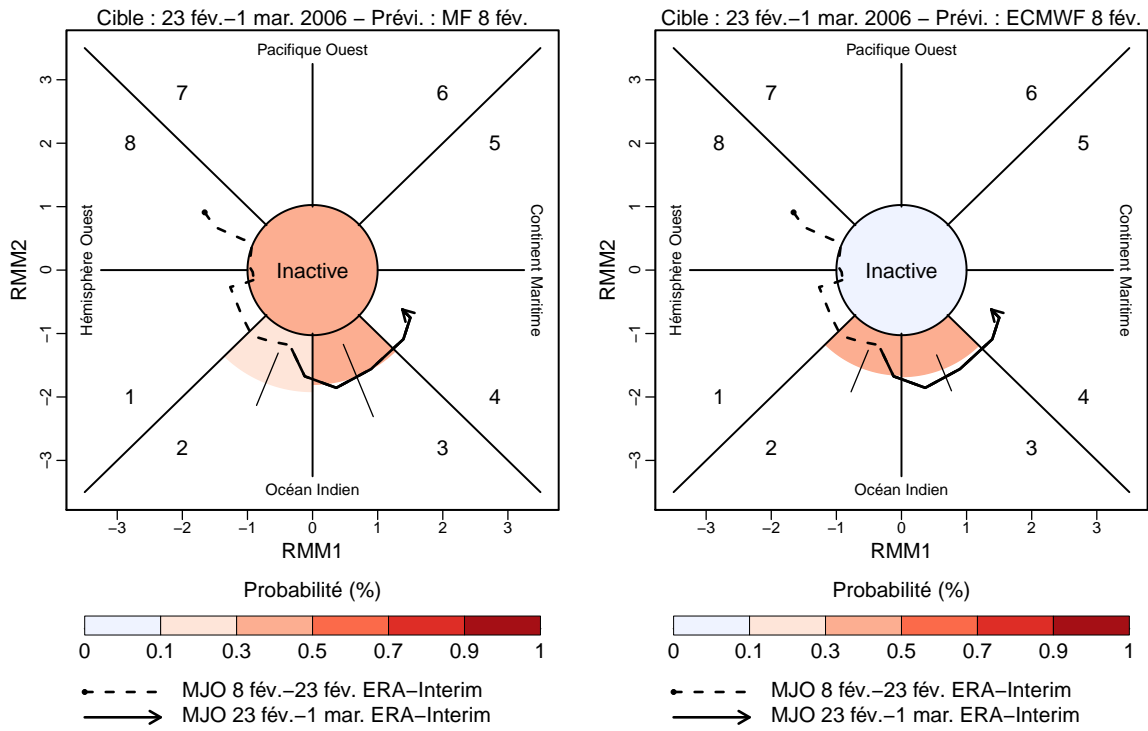 Cible : 23 fév.−1 mar. 2006 − Prévi. : MF 8 fév.
Pacifique Ouest
7
6
8
5
Hémisphère Ouest
Inactive
Continent Maritime
1
4
2
3
Océan Indien
RMM2
−3
−2
−1
0
1
2
3
−3
−2
−1
0
1
2
3
RMM1
Probabilité (%)
0
0.1
0.3
0.5
0.7
0.9
1
MJO 8 fév.−23 fév. ERA−Interim
MJO 23 fév.−1 mar. ERA−Interim
Cible : 23 fév.−1 mar. 2006 − Prévi. : ECMWF 8 fév.
Pacifique Ouest
7
6
8
5
Hémisphère Ouest
Inactive
Continent Maritime
1
4
2
3
Océan Indien
RMM2
−3
−2
−1
0
1
2
3
−3
−2
−1
0
1
2
3
RMM1
Probabilité (%)
0
0.1
0.3
0.5
0.7
0.9
1
MJO 8 fév.−23 fév. ERA−Interim
MJO 23 fév.−1 mar. ERA−Interim